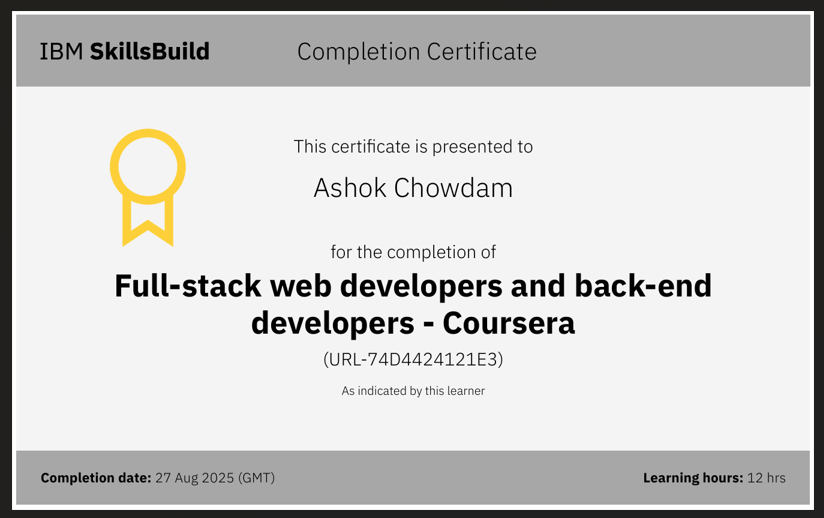 IBM SkillsBuild
Completion Certificate
This certificate is presented to
Ashok Chowdam
for the completion of
Full-stack web developers and back-end
developers - Coursera
(URL-74D4424121E3)
As indicated by this learner
Completion date: 27 Aug 2025 (GMT)
Learning hours: 12 hrs